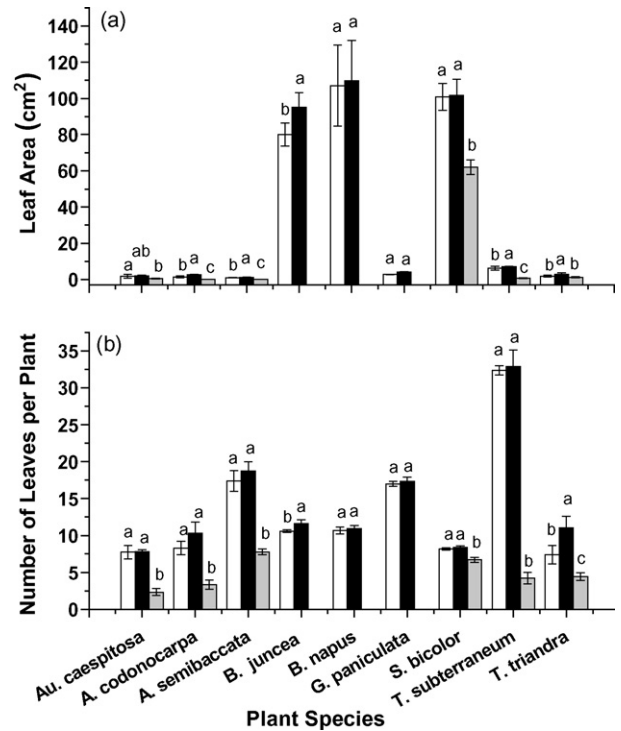 (a)
Leaf Area (cm²)
140
120
100
80
60
40
20
0
a ab b b a c b a c b a a a a a a a b b a c b a b
(b)
Number of Leaves per Plant
35
30
25
20
15
10
5
0
a a b a a b a a b b a a a a a a a b a a b b a c
Au. caespitosa
A. codonocarpa
A. semibaccata
B. juncea
B. napus
G. paniculata
S. bicolor
T. subterraneum
T. triandra
Plant Species